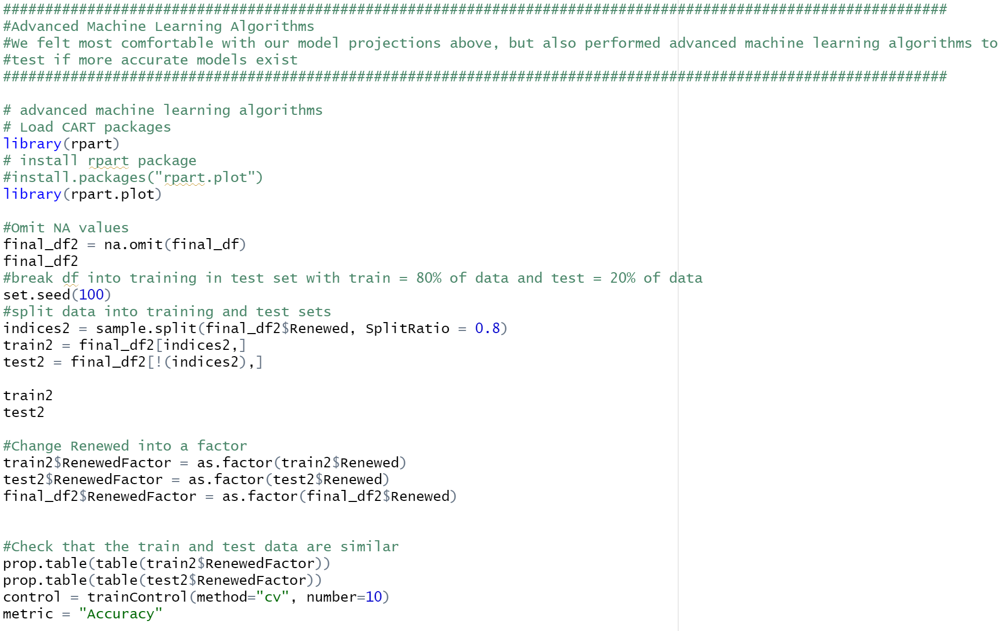 ################################################################################################################
#Advanced Machine Learning Algorithms
#We felt most comfortable with our model projections above, but also performed advanced machine learning algorithms to
#test if more accurate models exist
################################################################################################################
# advanced machine learning algorithms
# Load CART packages
library(rpart)
# install rpart package
#install.packages("rpart.plot")
library(rpart.plot)
#Omit NA values
final_df2 = na.omit(final_df)
final_df2
#break df into training in test set with train = 80% of data and test = 20% of data
set.seed(100)
#split data into training and test sets
indices2 = sample.split(final_df2$Renewed, SplitRatio = 0.8)
train2 = final_df2[indices2,]
test2 = final_df2[!(indices2),]
train2
test2
#Change Renewed into a factor
train2$RenewedFactor = as.factor(train2$Renewed)
test2$RenewedFactor = as.factor(test2$Renewed)
final_df2$RenewedFactor = as.factor(final_df2$Renewed)
#Check that the train and test data are similar
prop.table(table(train2$RenewedFactor))
prop.table(table(test2$RenewedFactor))
control = trainControl(method="cv", number=10)
metric = "Accuracy"